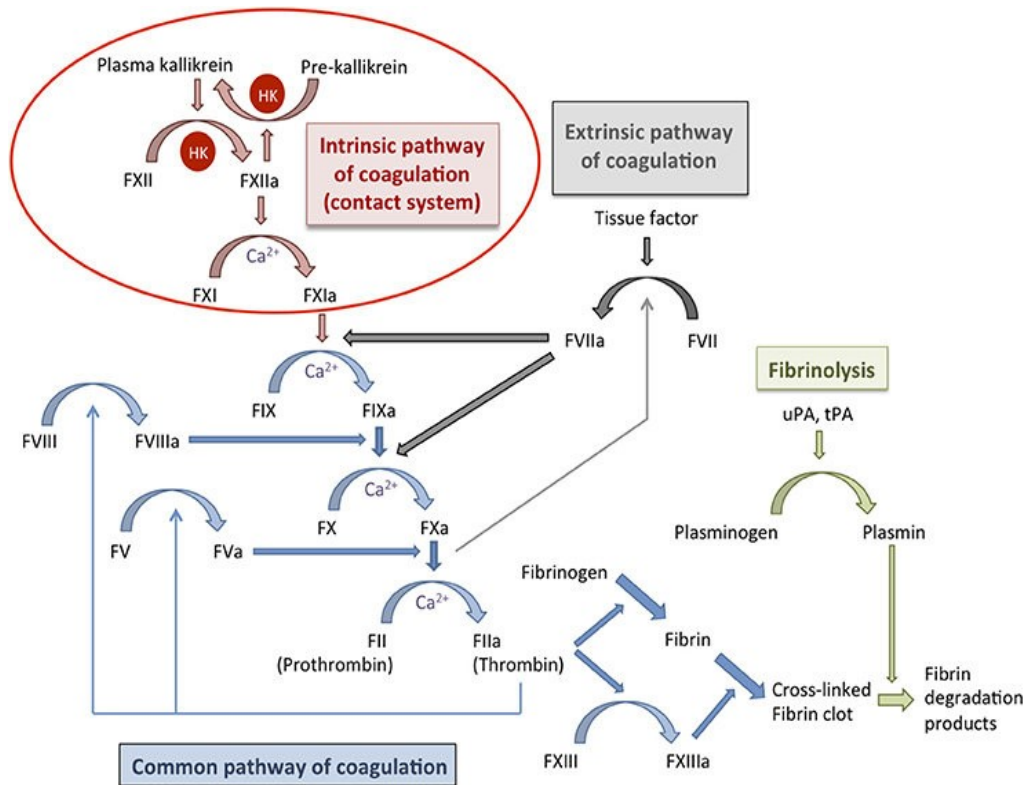 Plasma kallikrein
Pre-kallikrein
HK
HK
FXII
FXIIa
Intrinsic pathway
of coagulation
(contact system)
Ca²⁺
FXI
FXIa
Extrinsic pathway
of coagulation
Tissue factor
FVIIa
FVII
Ca²⁺
FIX
FIXa
FVIII
FVIIIa
Ca²⁺
FX
FXa
FV
FVa
Ca²⁺
FII
(Prothrombin)
FIIa
(Thrombin)
Fibrinogen
Fibrin
FXIII
FXIIIa
Cross-linked
Fibrin clot
Fibrinolysis
uPA, tPA
Plasminogen
Plasmin
Fibrin
degradation
products
Common pathway of coagulation